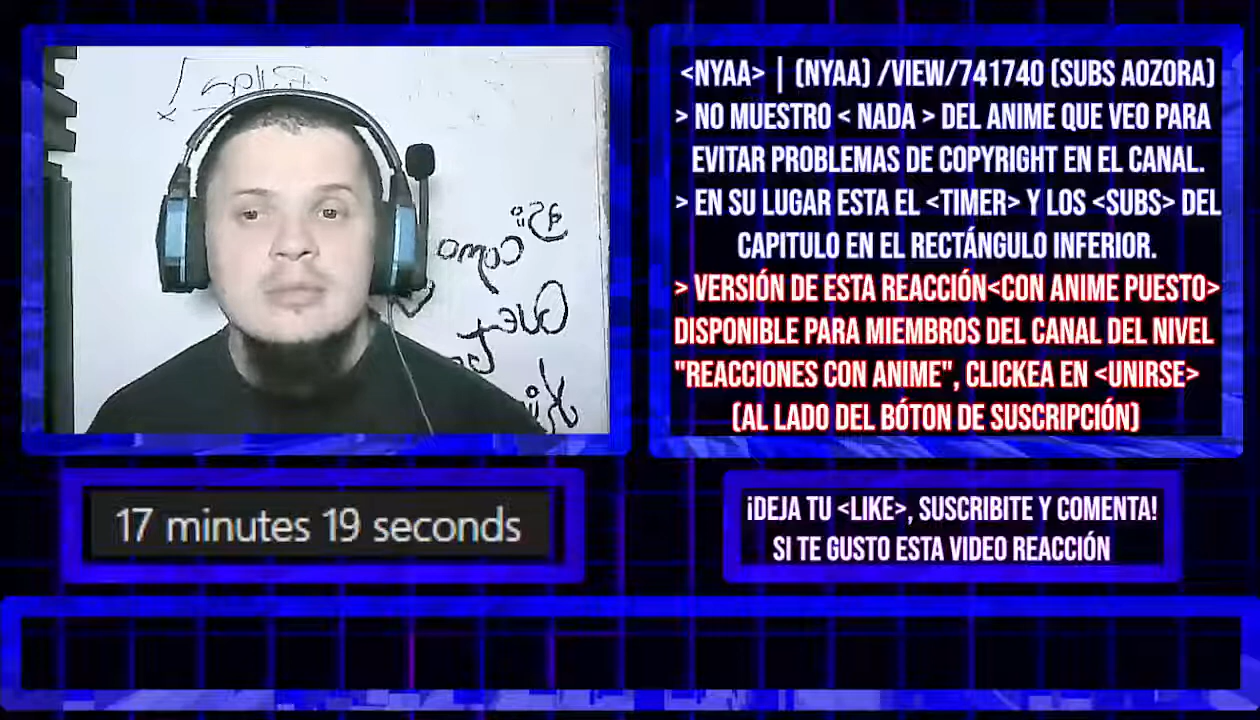 <NYAA> | (NYAA) /VIEW/741740 (SUBS AOZORA)
> NO MUESTRO < NADA > DEL ANIME QUE VEO PARA
EVITAR PROBLEMAS DE COPYRIGHT EN EL CANAL.
> EN SU LUGAR ESTA EL <TIMER> Y LOS <SUBS> DEL
CAPITULO EN EL RECTÁNGULO INFERIOR.
> VERSIÓN DE ESTA REACCIÓN<CON ANIME PUESTO>
DISPONIBLE PARA MIEMBROS DEL CANAL DEL NIVEL
"REACCIONES CON ANIME", CLICKEA EN <UNIRSE>
(AL LADO DEL BÓTON DE SUSCRIPCIÓN)
17 minutes 19 seconds
¡DEJA TU <LIKE>, SUSCRIBITE Y COMENTA!
SI TE GUSTO ESTA VIDEO REACCIÓN